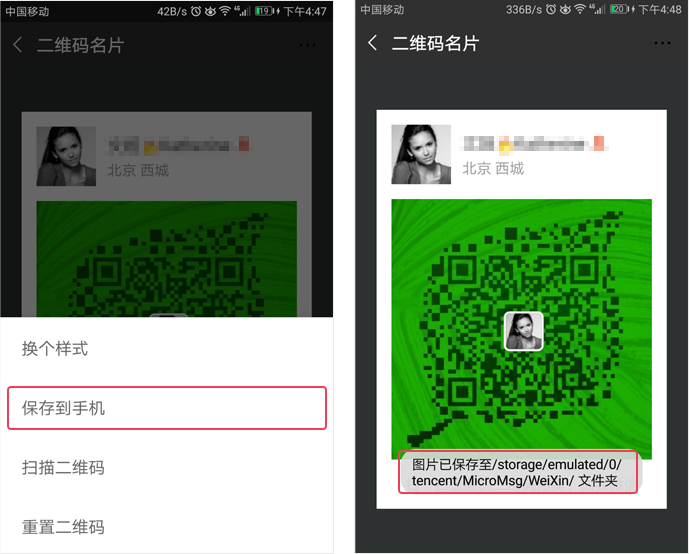 中国移动 42B/s 4G 19 下午4:47
二维码名片
北京 西城
换个样式
保存到手机
扫描二维码
重置二维码
中国移动 336B/s 4G 20 下午4:48
二维码名片
北京 西城
图片已保存至/storage/emulated/0/
tencent/MicroMsg/WeiXin/ 文件夹